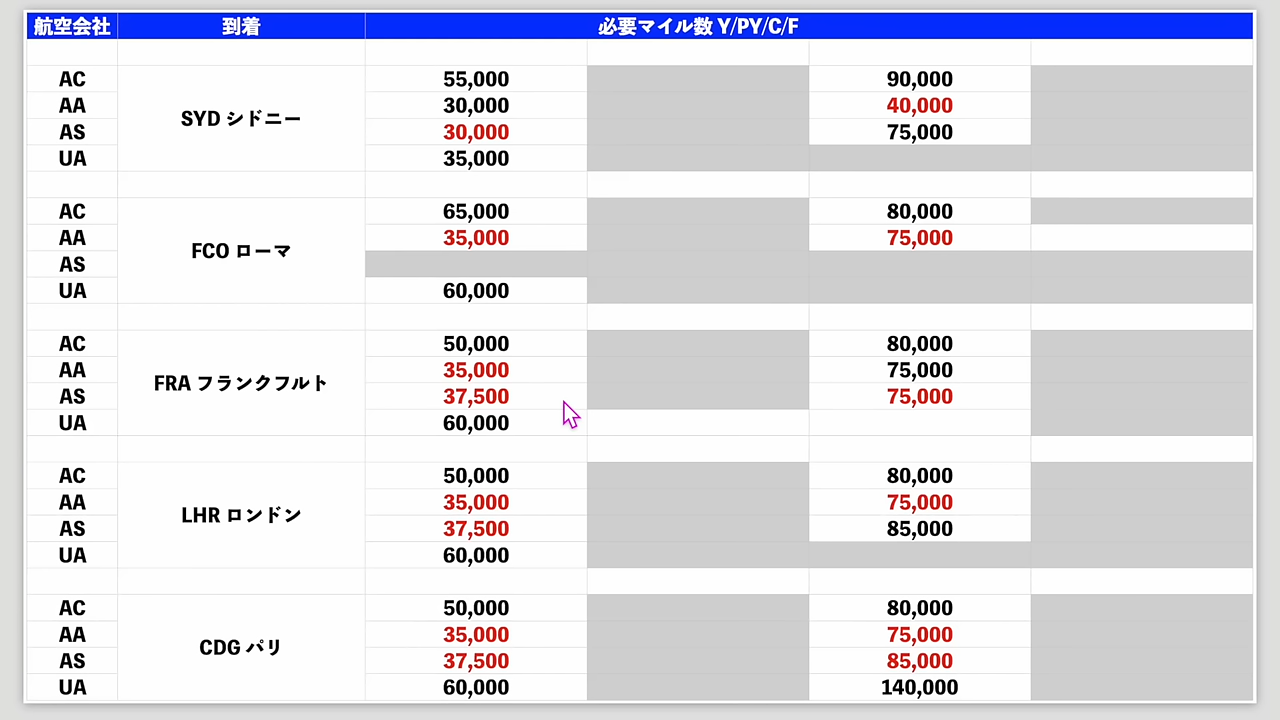 航空会社 到着 必要マイル数 Y/PY/C/F
AC 55,000 90,000
AA 30,000 40,000
SYD シドニー
AS 30,000 75,000
UA 35,000
AC 65,000 80,000
AA 35,000 75,000
FCO ローマ
AS
UA 60,000
AC 50,000 80,000
AA 35,000 75,000
FRA フランクフルト
AS 37,500 75,000
UA 60,000
AC 50,000 80,000
AA 35,000 75,000
LHR ロンドン
AS 37,500 85,000
UA 60,000
AC 50,000 80,000
AA 35,000 75,000
CDG パリ
AS 37,500 85,000
UA 60,000 140,000